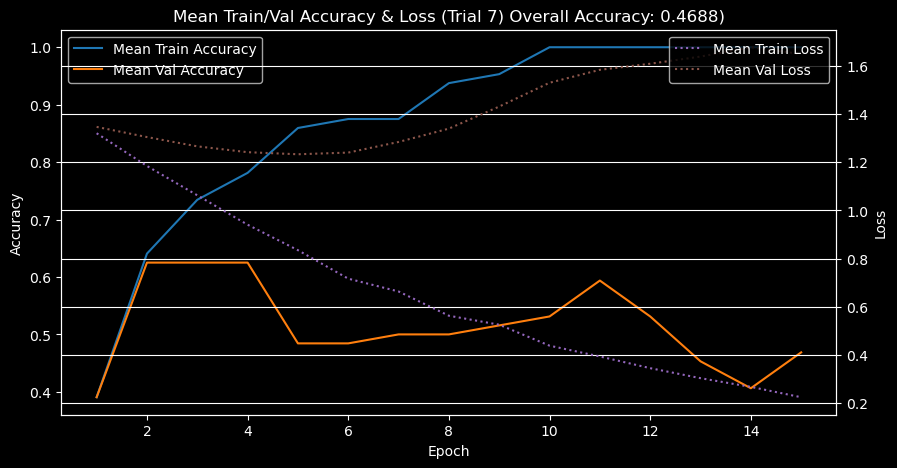 Mean Train/Val Accuracy & Loss (Trial 7) Overall Accuracy: 0.4688)
Mean Train Accuracy
Mean Val Accuracy
Mean Train Loss
Mean Val Loss
1.0
0.9
0.8
0.7
0.6
0.5
0.4
Accuracy
1.6
1.4
1.2
1.0
0.8
0.6
0.4
0.2
Loss
2
4
6
8
10
12
14
Epoch